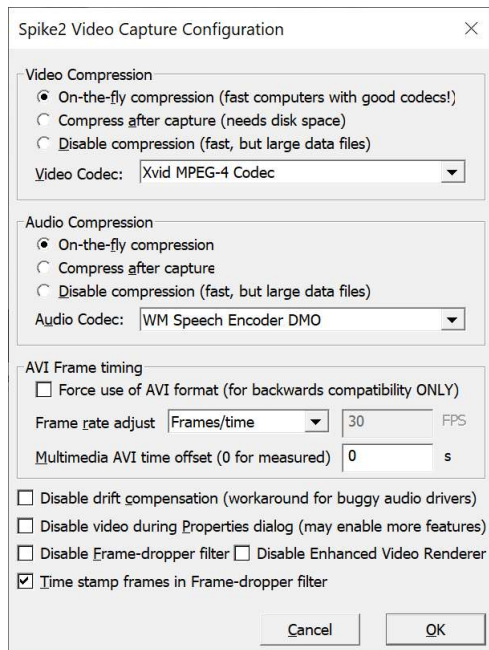 Spike2 Video Capture Configuration
Video Compression
On-the-fly compression (fast computers with good codecs!)
Compress after capture (needs disk space)
Disable compression (fast, but large data files)
Video Codec: Xvid MPEG-4 Codec
Audio Compression
On-the-fly compression
Compress after capture
Disable compression (fast, but large data files)
Audio Codec: WM Speech Encoder DMO
AVI Frame timing
Force use of AVI format (for backwards compatibility ONLY)
Frame rate adjust Frames/time 30 FPS
Multimedia AVI time offset (0 for measured) 0 s
Disable drift compensation (workaround for buggy audio drivers)
Disable video during Properties dialog (may enable more features)
Disable Frame-dropper filter Disable Enhanced Video Renderer
Time stamp frames in Frame-dropper filter
Cancel OK